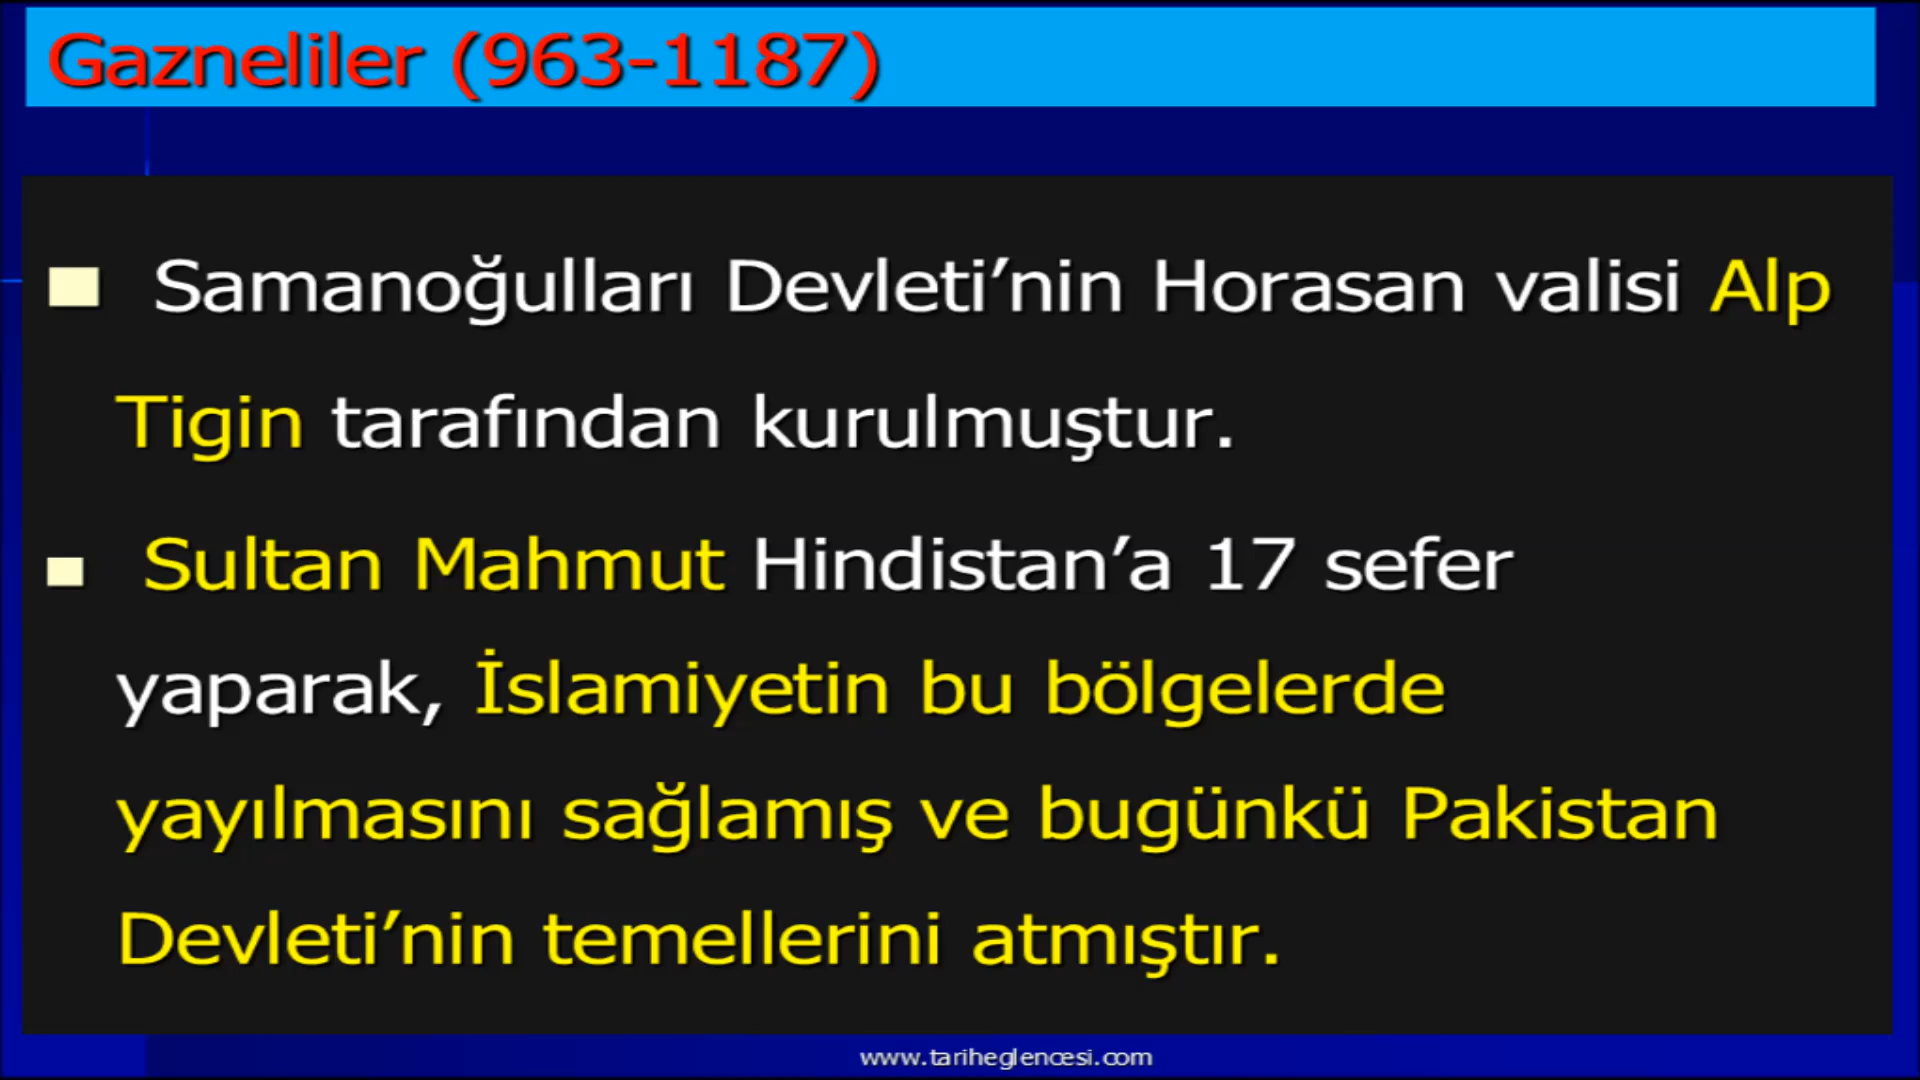 Gazneliler (963-1187)
Samanoğulları Devleti’nin Horasan valisi Alp
Tigin tarafından kurulmuştur.
Sultan Mahmut Hindistan’a 17 sefer
yaparak, İslamiyetin bu bölgelerde
yayılmasını sağlamış ve bugünkü Pakistan
Devleti’nin temellerini atmıştır.
www.tariheglencesi.com